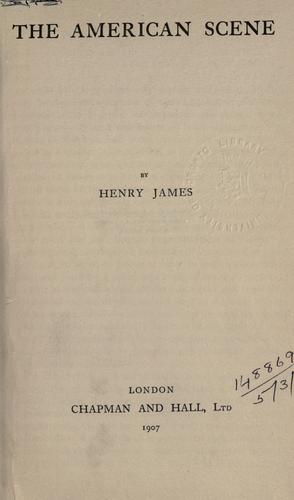 THE AMERICAN SCENE
BY
HENRY JAMES
LONDON
CHAPMAN AND HALL, LTD
1907
148869
5/3/